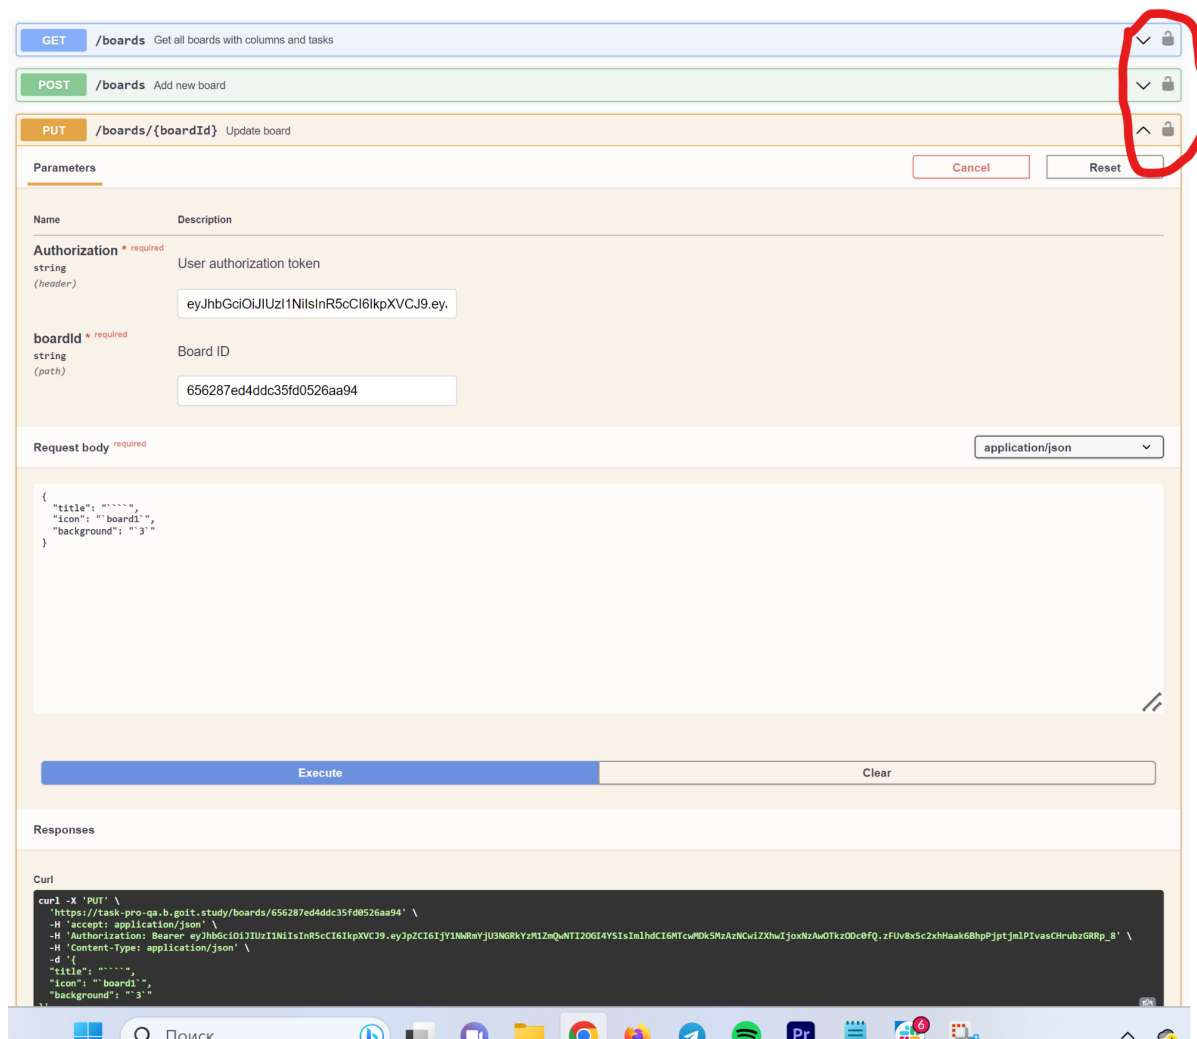 GET /boards Get all boards with columns and tasks
POST /boards Add new board
PUT /boards/{boardId} Update board
Parameters
Cancel
Reset
Name Description
Authorization * required
string
(header)
User authorization token
eyJhbGciOiJIUzI1NiIsInR5cCI6IkpXVCJ9.ey.
boardId * required
string
(path)
Board ID
656287ed4ddc35fd0526aa94
Request body required
application/json
{
"title": "````",
"icon": "`board1`",
"background": "`3`"
}
Execute
Clear
Responses
Curl
curl -X 'PUT' \
'https://task-pro-qa.b.goit.study/boards/656287ed4ddc35fd0526aa94' \
-H 'accept: application/json' \
-H 'Authorization: Bearer
-H 'Content-Type: application/json' \
-d '{
"title": "````",
"icon": "`board1`",
"background": "`3`"
}'
Поиск
Pr
6